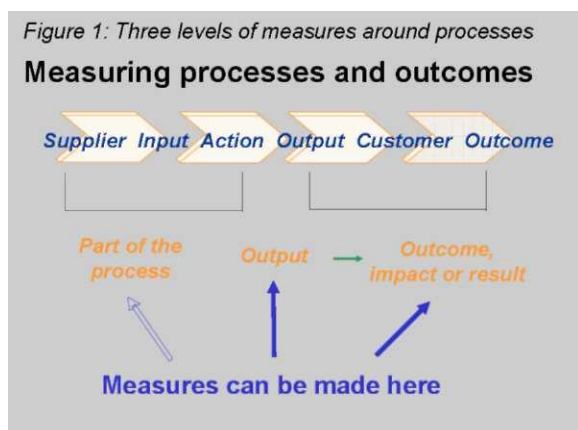 Figure 1: Three levels of measures around processes
Measuring processes and outcomes
Supplier Input Action Output Customer Outcome
Part of the
process
Output
Outcome,
impact or result
Measures can be made here